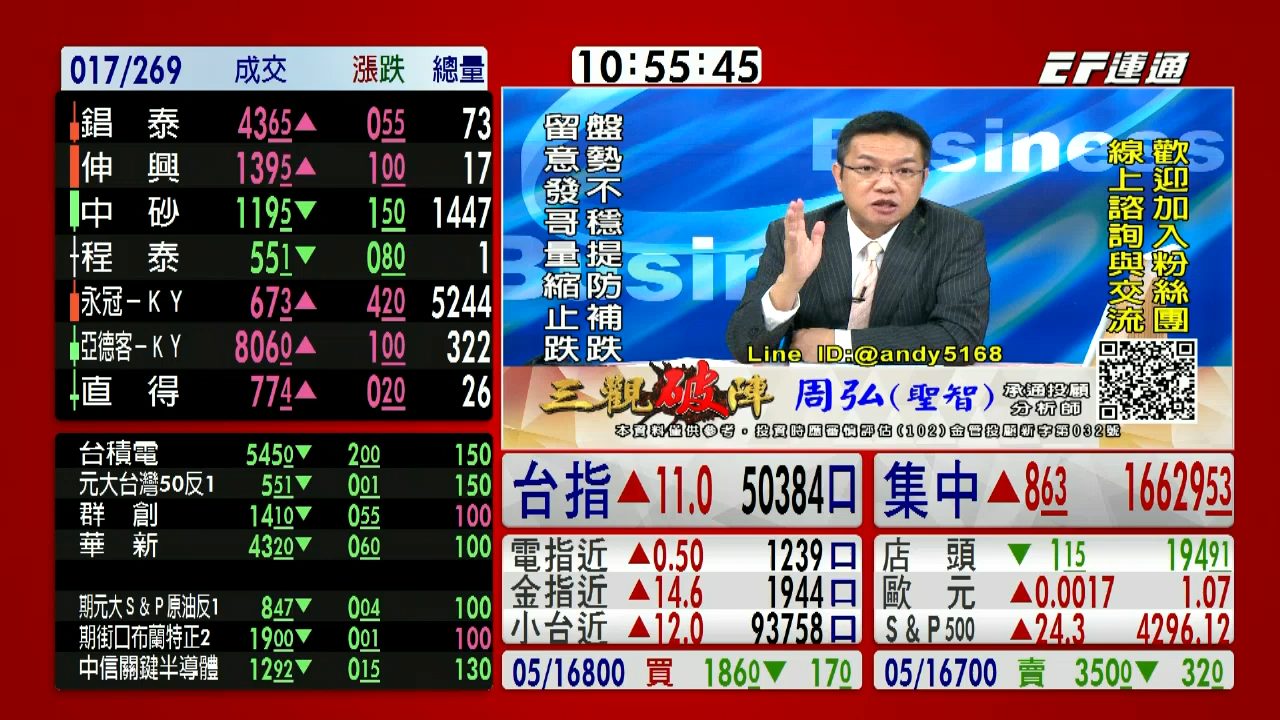 017/269 成交 漲跌 總量
錩泰 4365▲ 055 73
伸興 1395▲ 100 17
中砂 1195▼ 150 1447
程泰 551▼ 080 1
永冠-KY 673▲ 420 5244
亞德客-KY 8060▲ 100 322
直得 774▲ 020 26
台積電 5450▼ 200 150
元大台灣50反1 551▼ 001 150
群創 1410▼ 055 100
華新 4320▼ 060 100
期元大S&P原油反1 847▼ 004 100
期街口布蘭特正2 1900▼ 001 100
中信關鍵半導體 1292▼ 015 130
10:55:45
EF運通
盤勢不穩提防補跌
留意發哥量縮止跌
Business
Busin
歡迎加入粉絲團
線上諮詢與交流
Line ID:@andy5168
三觀破陣 周弘(聖智) 承通投顧
分析師
本資料僅供參考,投資時應審慎評估(102)金管投顧新字第032號
台指▲11.0 50384口
集中▲863 1662953
電指近 ▲0.50 1239口
金指近 ▲14.6 1944口
小台近 ▲12.0 93758口
店頭 ▼115 19491
歐元 ▲0.0017 1.07
S&P500 ▲24.3 4296.12
05/16800 買 1860▼ 170
05/16700 賣 3500▼ 320